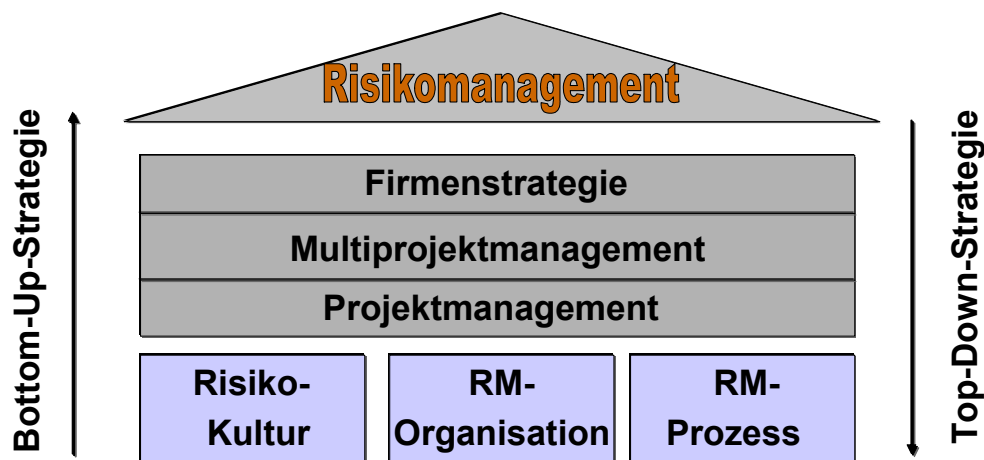 Risikomanagement
Bottom-Up-Strategie
Firmenstrategie
Multiprojektmanagement
Projektmanagement
Risiko-
Kultur
RM-
Organisation
RM-
Prozess
Top-Down-Strategie